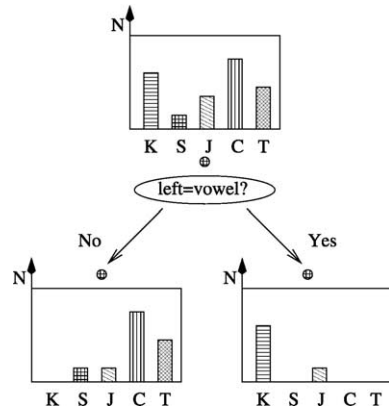 N
K S J C T
left=vowel?
No Yes
N N
K S J C T K S J C T